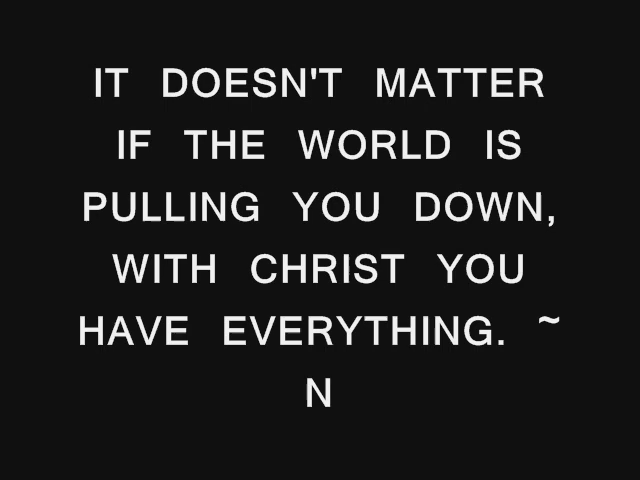 IT DOESN'T MATTER
IF THE WORLD IS
PULLING YOU DOWN,
WITH CHRIST YOU
HAVE EVERYTHING. ~
N